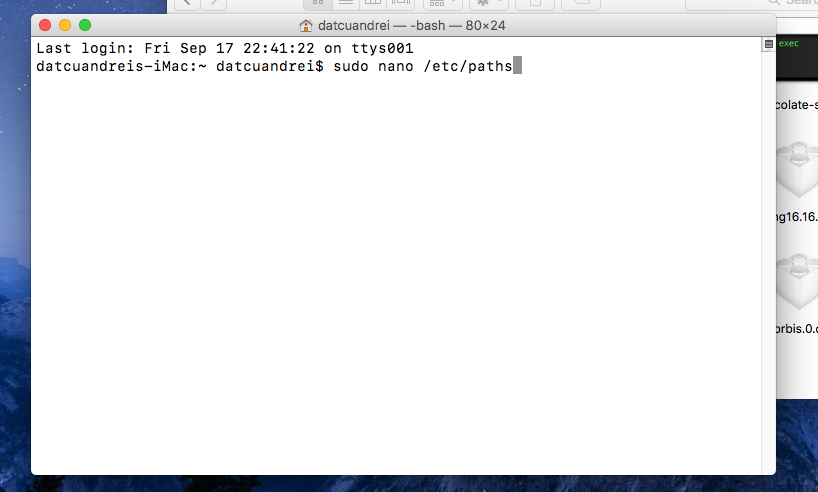 datcuandrei — -bash — 80×24
Last login: Fri Sep 17 22:41:22 on ttys001
datcuandreis-iMac:~ datcuandrei$ sudo nano /etc/paths
Search
exec
colate-s
ng16.16.
orbis.0.